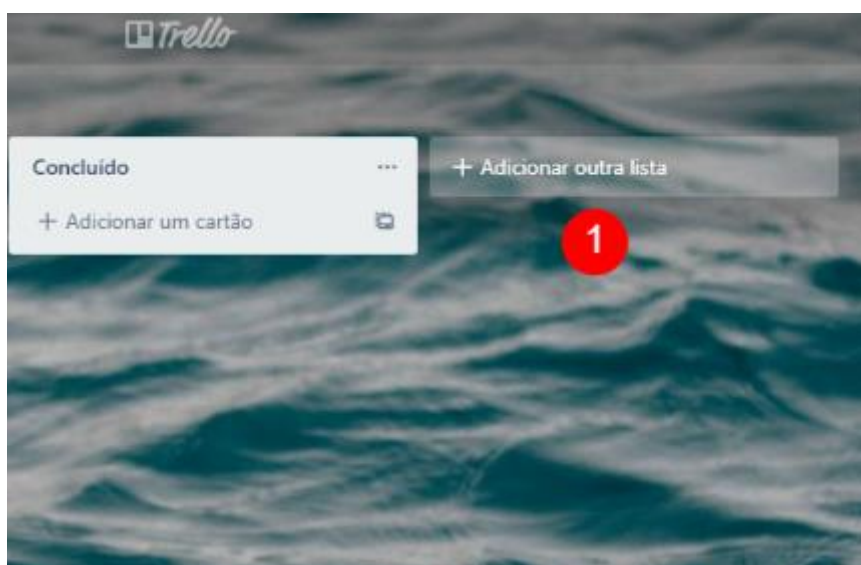 Trello
Concluído ...
+ Adicionar outra lista
+ Adicionar um cartão
1